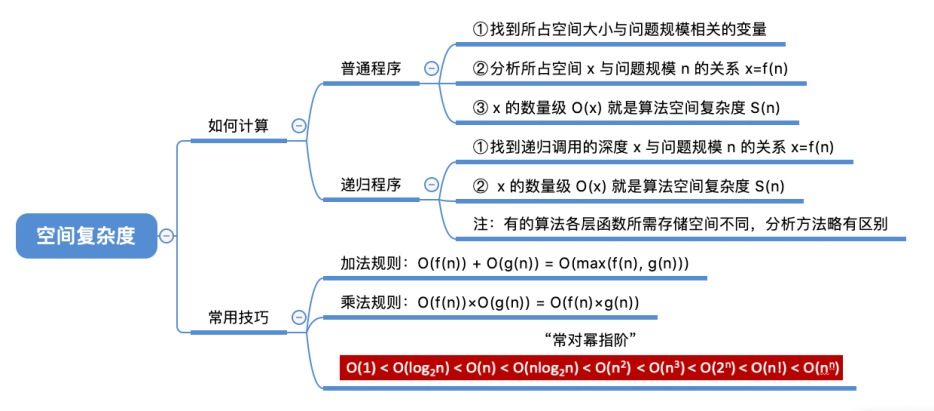 空间复杂度
如何计算
普通程序
①找到所占空间大小与问题规模相关的变量
②分析所占空间 x 与问题规模 n 的关系 x=f(n)
③ x 的数量级 O(x) 就是算法空间复杂度 S(n)
递归程序
①找到递归调用的深度 x 与问题规模 n 的关系 x=f(n)
② x 的数量级 O(x) 就是算法空间复杂度 S(n)
注：有的算法各层函数所需存储空间不同，分析方法略有区别
常用技巧
加法规则：O(f(n)) + O(g(n)) = O(max(f(n), g(n)))
乘法规则：O(f(n))×O(g(n)) = O(f(n)×g(n))
“常对幂指阶”
O(1) < O(log₂n) < O(n) < O(nlog₂n) < O(n²) < O(n³) < O(2ⁿ) < O(n!) < O(nⁿ)